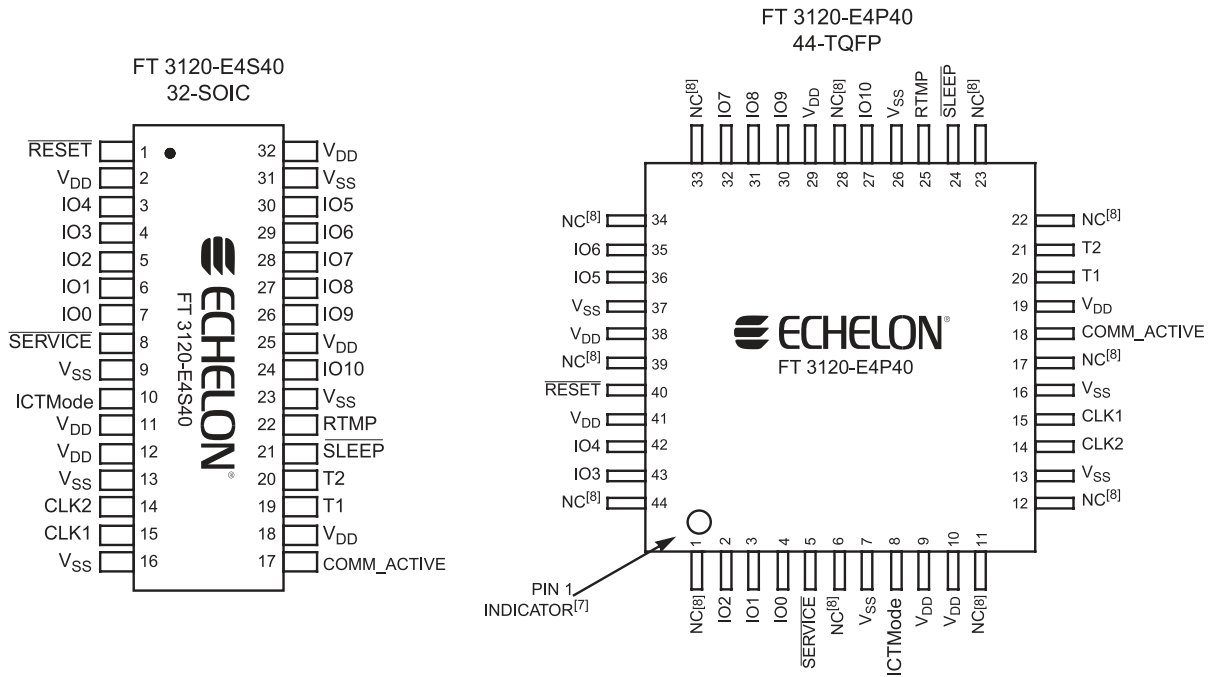 FT 3120-E4S40
32-SOIC
RESET 1
VDD 2
IO4 3
IO3 4
IO2 5
IO1 6
IO0 7
SERVICE 8
VSS 9
ICTMode 10
VDD 11
VDD 12
VSS 13
CLK2 14
CLK1 15
VSS 16
ECHELON®
FT 3120-E4S40
32 VDD
31 VSS
30 IO5
29 IO6
28 IO7
27 IO8
26 IO9
25 VDD
24 IO10
23 VSS
22 RTMP
21 SLEEP
20 T2
19 T1
18 VDD
17 COMM_ACTIVE
FT 3120-E4P40
44-TQFP
NC[8] 33
IO7 32
IO8 31
IO9 30
VDD 29
NC[8] 28
IO10 27
VSS 26
RTMP 25
SLEEP 24
NC[8] 23
NC[8] 34
IO6 35
IO5 36
VSS 37
VDD 38
NC[8] 39
RESET 40
VDD 41
IO4 42
IO3 43
NC[8] 44
ECHELON®
FT 3120-E4P40
22 NC[8]
21 T2
20 T1
19 VDD
18 COMM_ACTIVE
17 NC[8]
16 VSS
15 CLK1
14 CLK2
13 VSS
12 NC[8]
PIN 1
INDICATOR[7]
1 NC[8]
2 IO2
3 IO1
4 IO0
5 SERVICE
6 NC[8]
7 VSS
8 ICTMode
9 VDD
10 VDD
11 NC[8]